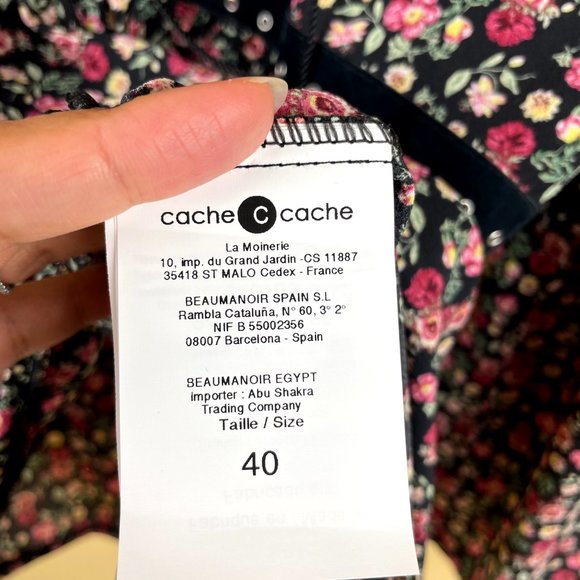 cache C cache
La Moinerie
10, imp. du Grand Jardin -CS 11887
35418 ST MALO Cedex - France
BEAUMANOIR SPAIN S.L
Rambla Cataluña, N° 60, 3° 2°
NIF B 55002356
08007 Barcelona - Spain
BEAUMANOIR EGYPT
importer : Abu Shakra
Trading Company
Taille / Size
40